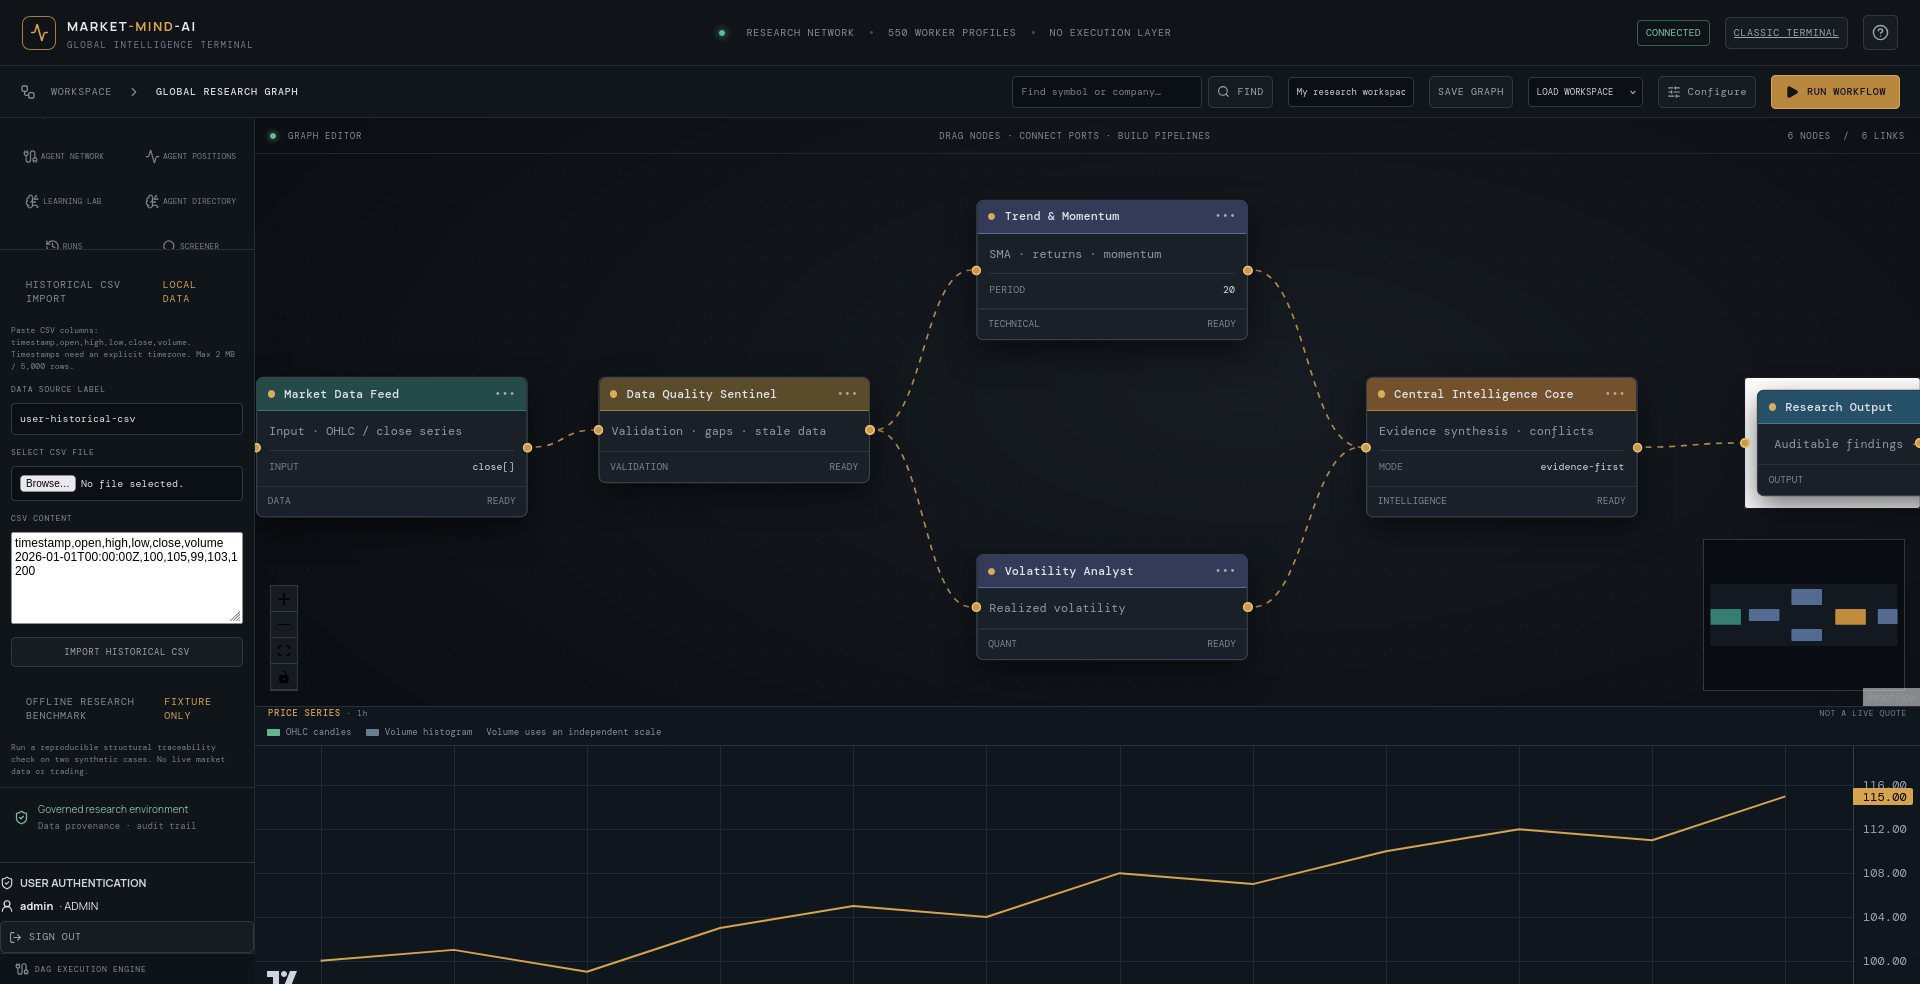 MARKET-MIND-AI
GLOBAL INTELLIGENCE TERMINAL
RESEARCH NETWORK • 550 WORKER PROFILES • NO EXECUTION LAYER
CONNECTED
CLASSIC TERMINAL
WORKSPACE > GLOBAL RESEARCH GRAPH
Find symbol or company…
FIND
My research workspac
SAVE GRAPH
LOAD WORKSPACE
Configure
RUN WORKFLOW
AGENT NETWORK
AGENT POSITIONS
LEARNING LAB
AGENT DIRECTORY
RUNS
SCREENER
HISTORICAL CSV
IMPORT
LOCAL
DATA
Paste CSV columns:
timestamp,open,high,low,close,volume.
Timestamps need an explicit timezone. Max 2 MB
/ 5,000 rows.
DATA SOURCE LABEL
user-historical-csv
SELECT CSV FILE
Browse… No file selected.
CSV CONTENT
timestamp,open,high,low,close,volume
2026-01-01T00:00:00Z,100,105,99,103,1
200
IMPORT HISTORICAL CSV
OFFLINE RESEARCH
BENCHMARK
FIXTURE
ONLY
Run a reproducible structural traceability
check on two synthetic cases. No live market
data or trading.
Governed research environment
Data provenance · audit trail
USER AUTHENTICATION
admin · ADMIN
SIGN OUT
DAG EXECUTION ENGINE
GRAPH EDITOR
DRAG NODES · CONNECT PORTS · BUILD PIPELINES
6 NODES / 6 LINKS
Market Data Feed
Input · OHLC / close series
INPUT close[]
DATA READY
Data Quality Sentinel
Validation · gaps · stale data
VALIDATION READY
Trend & Momentum
SMA · returns · momentum
PERIOD 20
TECHNICAL READY
Volatility Analyst
Realized volatility
QUANT READY
Central Intelligence Core
Evidence synthesis · conflicts
MODE evidence-first
INTELLIGENCE READY
Research Output
Auditable findings
OUTPUT
React Flow
PRICE SERIES · 1h
NOT A LIVE QUOTE
OHLC candles
Volume histogram
Volume uses an independent scale
116.00
115.00
112.00
108.00
104.00
100.00